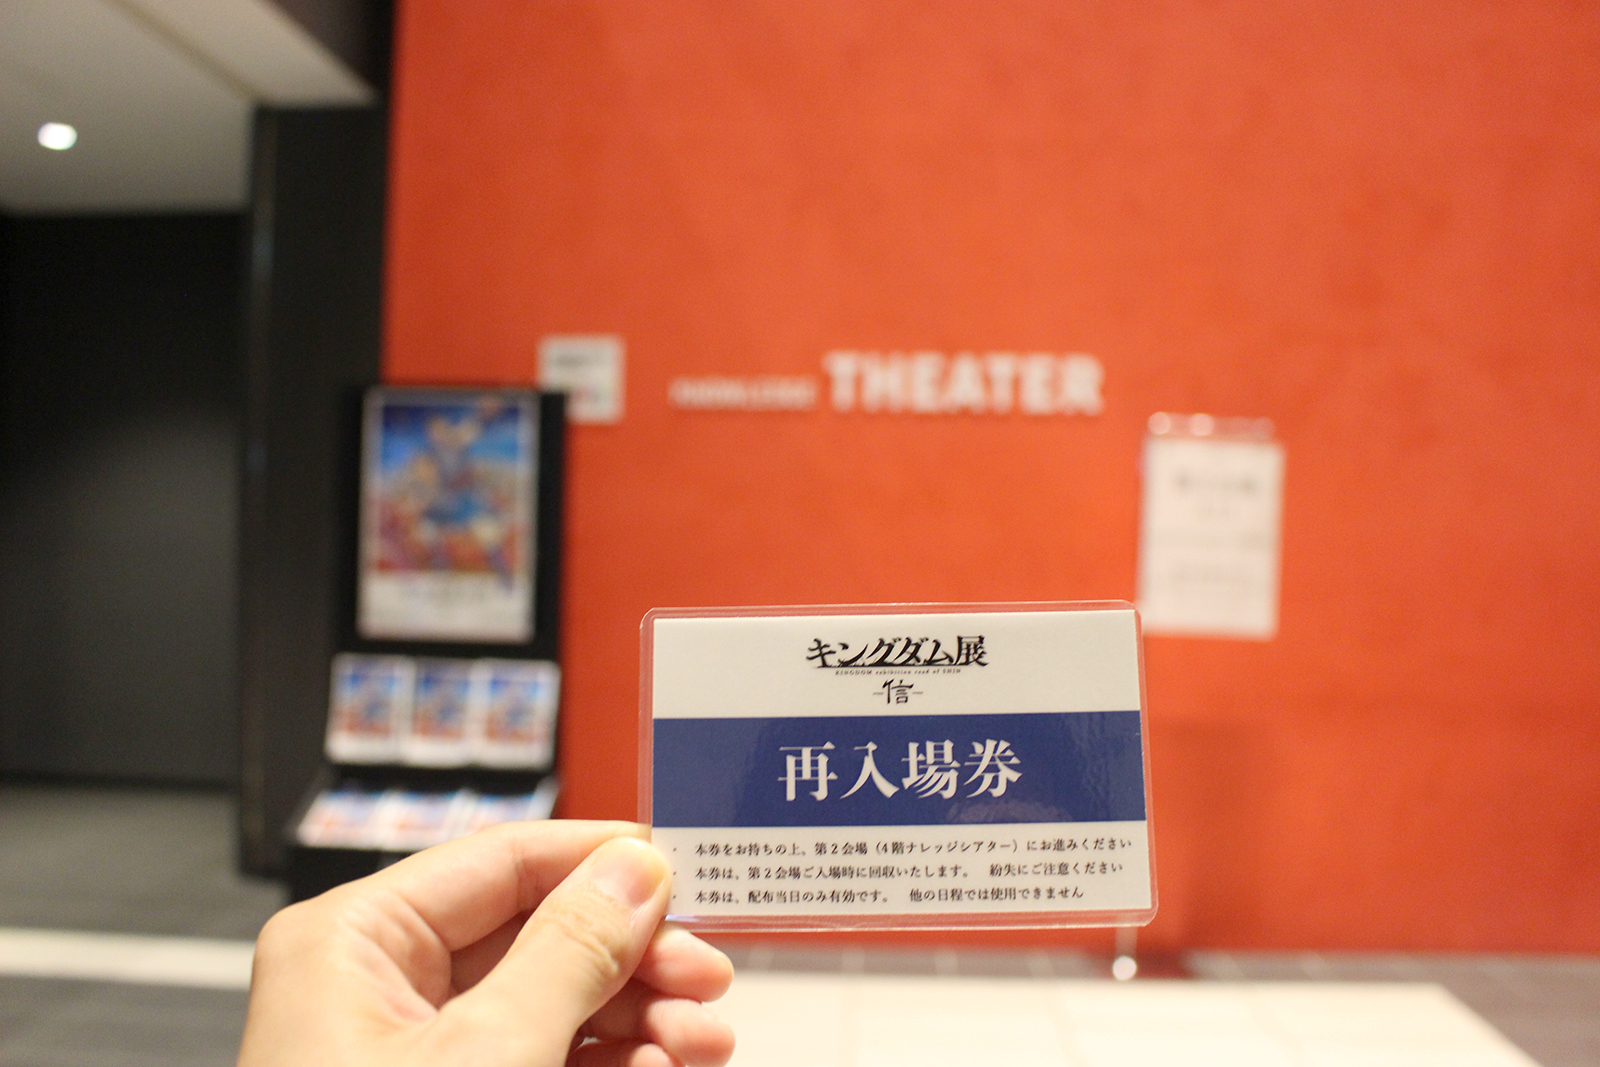 THEATER
キングダム展
KINGDOM exhibition road of SHIN
-信-
再入場券
・ 本券をお持ちの上、第2会場（4階ナレッジシアター）にお進みください
・ 本券は、第2会場ご入場時に回収いたします。 紛失にご注意ください
・ 本券は、配布当日のみ有効です。 他の日程では使用できません